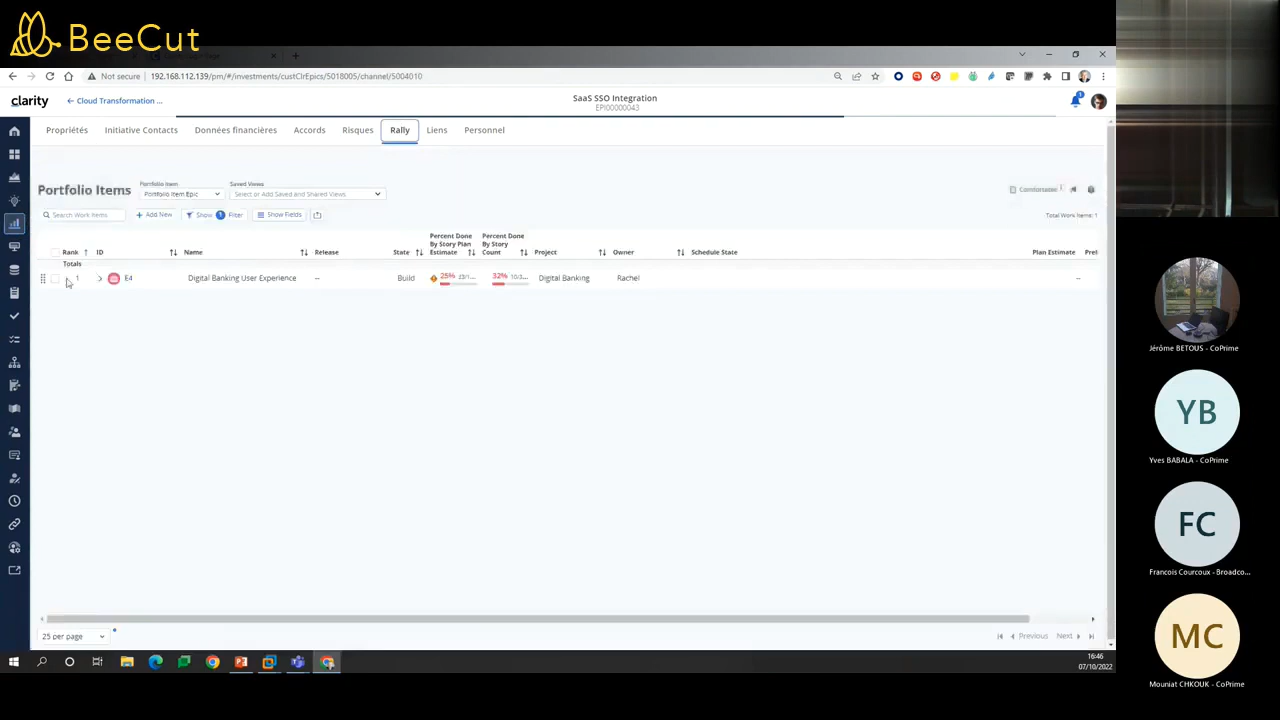 BeeCut
Not secure 192.168.112.139/pm/#/investments/custClrEpics/5018005/channel/5004010
clarity
← Cloud Transformation ...
SaaS SSO Integration
EPI00000043
1
Propriétés Initiative Contacts Données financières Accords Risques Rally Liens Personnel
Portfolio Items
Portfolio Item
Portfolio Item.Epic
Saved Views
Select or Add Saved and Shared Views
Search Work Items
+ Add New
Show 1 Filter
Show Fields
Total Work Items: 1
Rank ID Name Release State Percent Done By Story Plan Estimate Percent Done By Story Count Project Owner Schedule State Plan Estimate
Totals
1 E4 Digital Banking User Experience -- Build 25% 32% Digital Banking Rachel --
25 per page
Previous Next
16:46
07/10/2022
Jérôme BETOUS - CoPrime
YB
Yves BABALA - CoPrime
FC
Francois Courcoux - Broadco...
MC
Mouniat CHKOUK - CoPrime